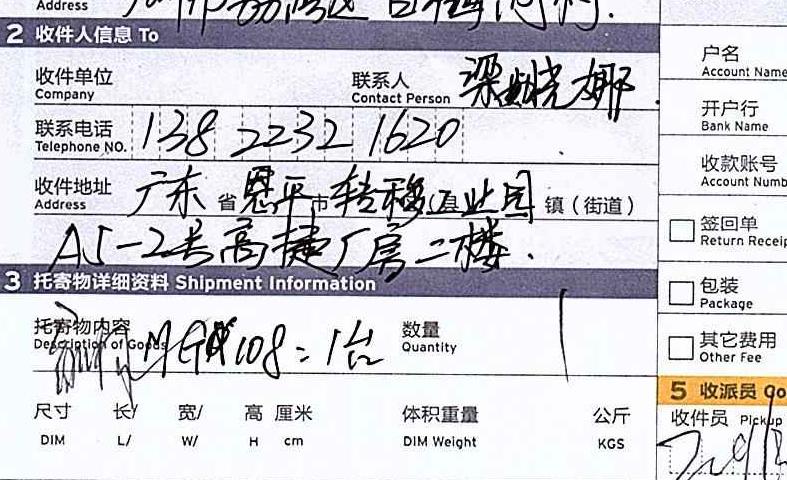 Address
2 收件人信息 To
收件单位 联系人 梁 晓娜
Company Contact Person
户名
Account Name
联系电话 138 2232 1620
Telephone NO.
开户行
Bank Name
收件地址 广东 省 恩平 市 转移 区/县 业园 镇(街道)
Address
收款账号
Account Numb
A5-2号高捷厂房二楼.
签回单
Return Receip
3 托寄物详细资料 Shipment Information
包装
Package
托寄物内容 108=1台 数量 1
Description of Goods Quantity
其它费用
Other Fee
5 收派员 Co
尺寸 长/ 宽/ 高 厘米 体积重量 公斤
DIM L/ W/ H cm DIM Weight KGS
收件员 Pickup